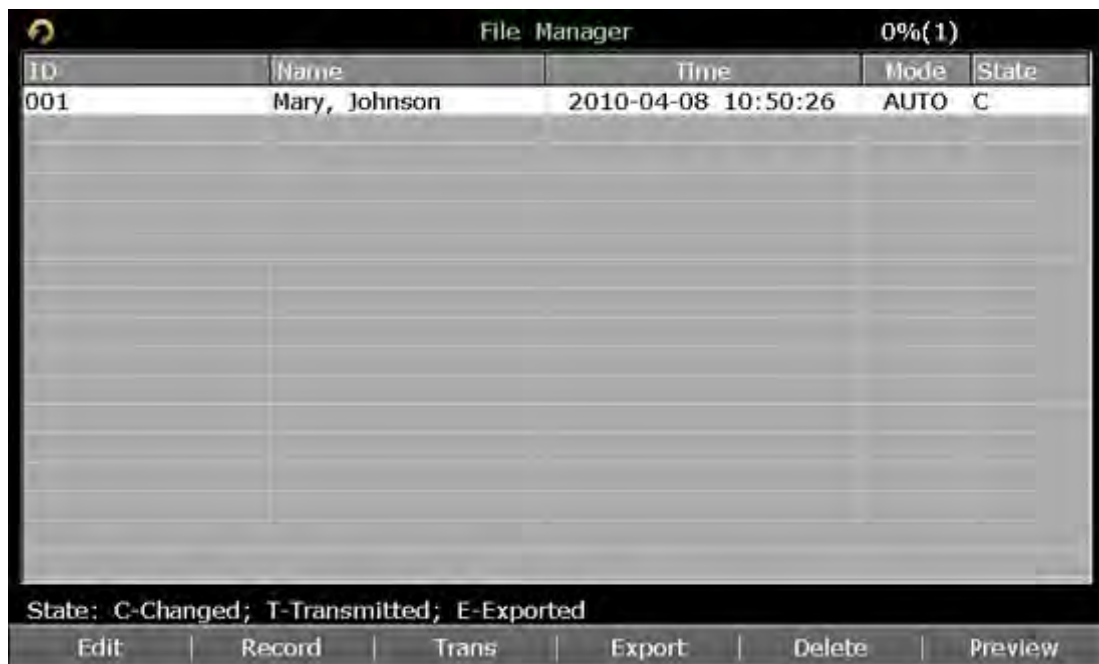 File Manager 0%(1)
ID Name Time Mode State
001 Mary, Johnson 2010-04-08 10:50:26 AUTO C
State: C-Changed; T-Transmitted; E-Exported
Edit Record Trans Export Delete Preview